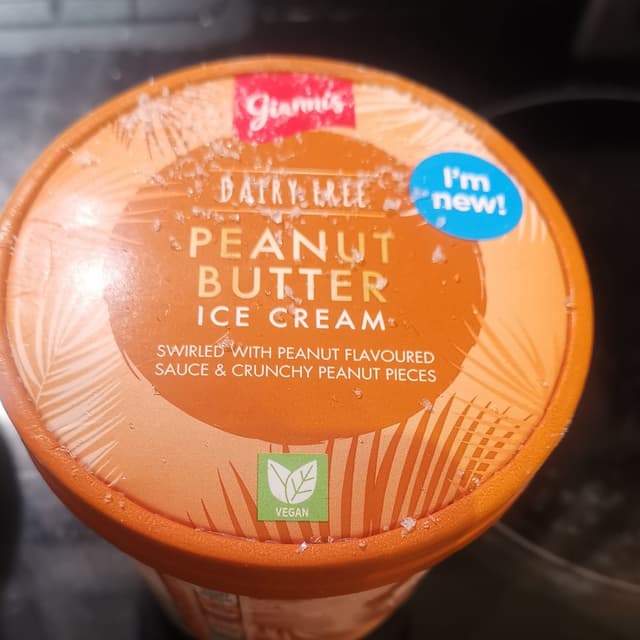 gianni's
DAIRY FREE
I'm
new!
PEANUT
BUTTER
ICE CREAM
SWIRLED WITH PEANUT FLAVOURED
SAUCE & CRUNCHY PEANUT PIECES
VEGAN